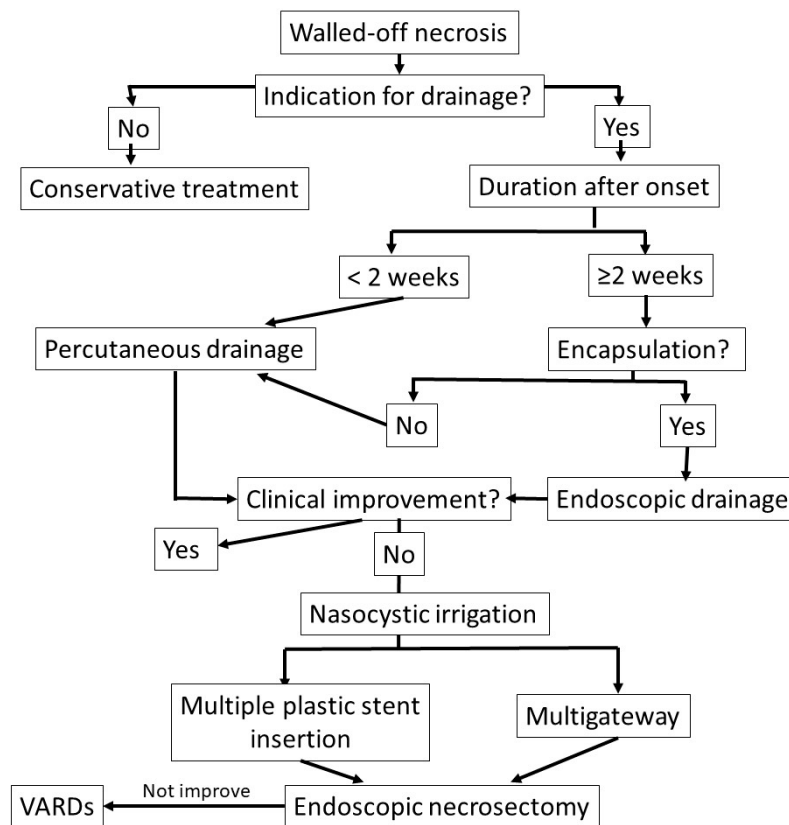 Walled-off necrosis
Indication for drainage?
No
Yes
Conservative treatment
Duration after onset
< 2 weeks
≥2 weeks
Percutaneous drainage
Encapsulation?
No
Yes
Clinical improvement?
Endoscopic drainage
Yes
No
Nasocystic irrigation
Multiple plastic stent
insertion
Multigateway
VARDs
Not improve
Endoscopic necrosectomy